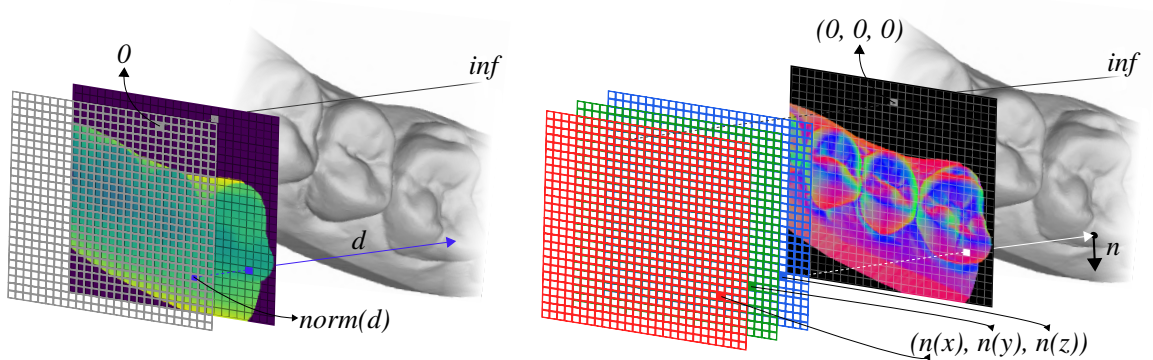 0
inf
d
norm(d)
(0, 0, 0)
inf
n
(n(x), n(y), n(z))